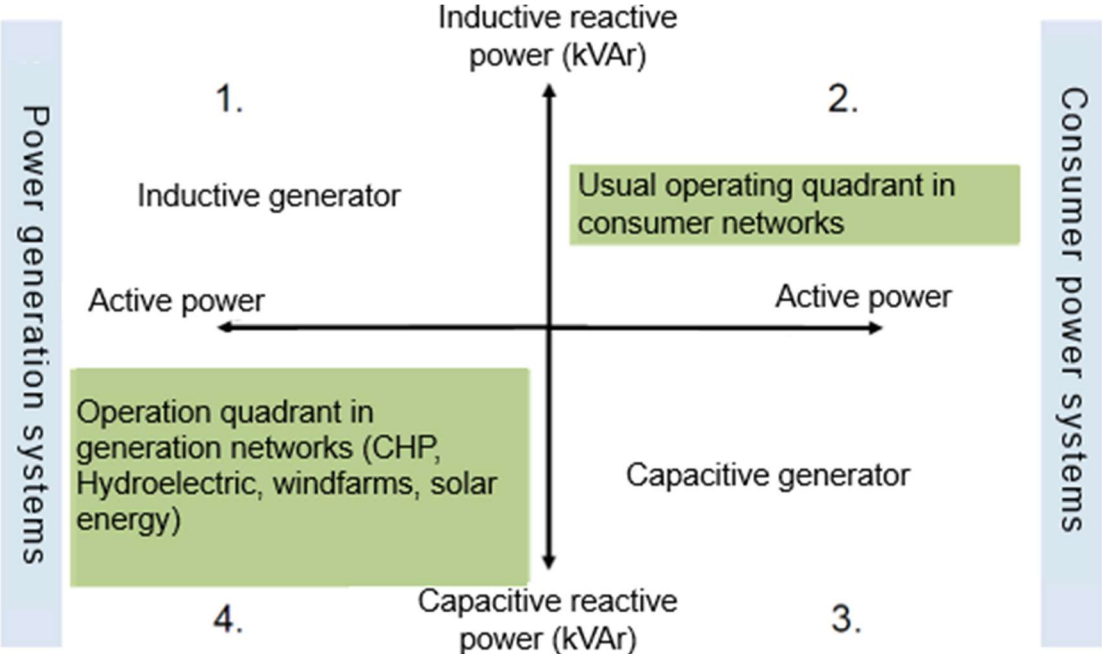 Inductive reactive
power (kVAr)
1.
2.
Power generation systems
Consumer power systems
Inductive generator
Usual operating quadrant in
consumer networks
Active power
Active power
Operation quadrant in
generation networks (CHP,
Hydroelectric, windfarms, solar
energy)
Capacitive generator
Capacitive reactive
power (kVAr)
4.
3.